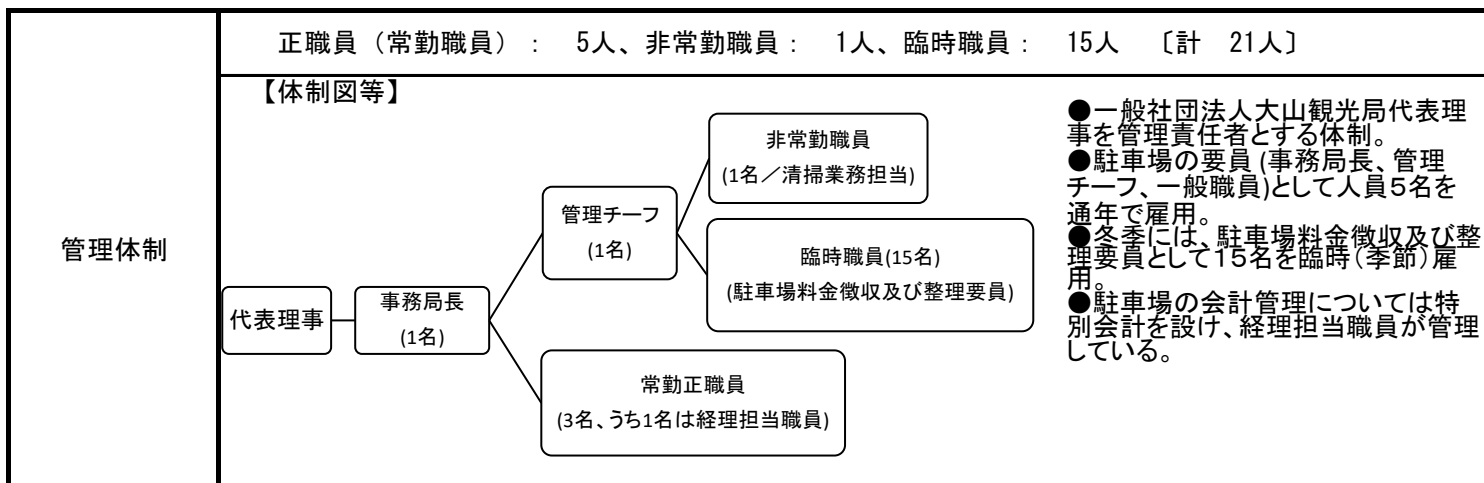 管理体制
正職員（常勤職員）： 5人、非常勤職員： 1人、臨時職員： 15人 〔計 21人〕
【体制図等】
代表理事
事務局長
(1名)
管理チーフ
(1名)
非常勤職員
(1名／清掃業務担当)
臨時職員(15名)
(駐車場料金徴収及び整理要員)
常勤正職員
(3名、うち1名は経理担当職員)
●一般社団法人大山観光局代表理
事を管理責任者とする体制。
●駐車場の要員(事務局長、管理
チーフ、一般職員)として人員５名を
通年で雇用。
●冬季には、駐車場料金徴収及び整
理要員として１５名を臨時（季節）雇
用。
●駐車場の会計管理については特
別会計を設け、経理担当職員が管理
している。